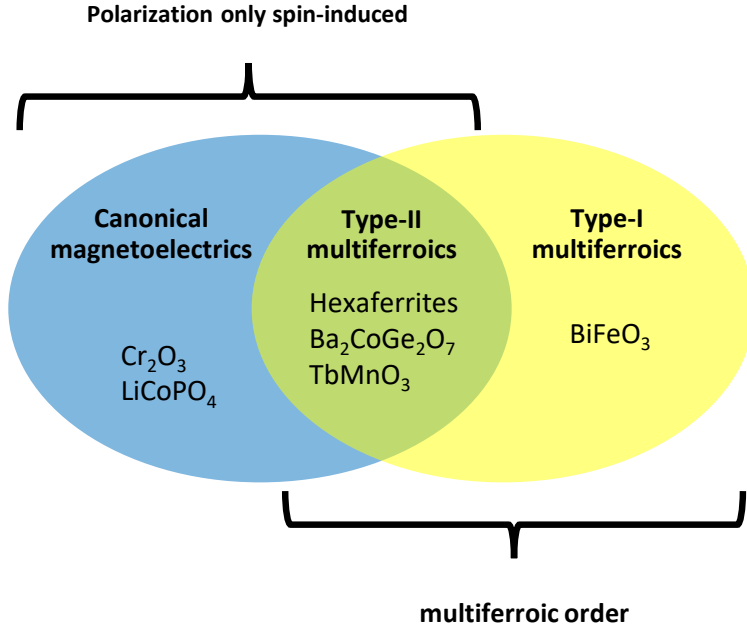 Polarization only spin-induced
Canonical
magnetoelectrics
Cr₂O₃
LiCoPO₄
Type-II
multiferroics
Hexaferrites
Ba₂CoGe₂O₇
TbMnO₃
Type-I
multiferroics
BiFeO₃
multiferroic order